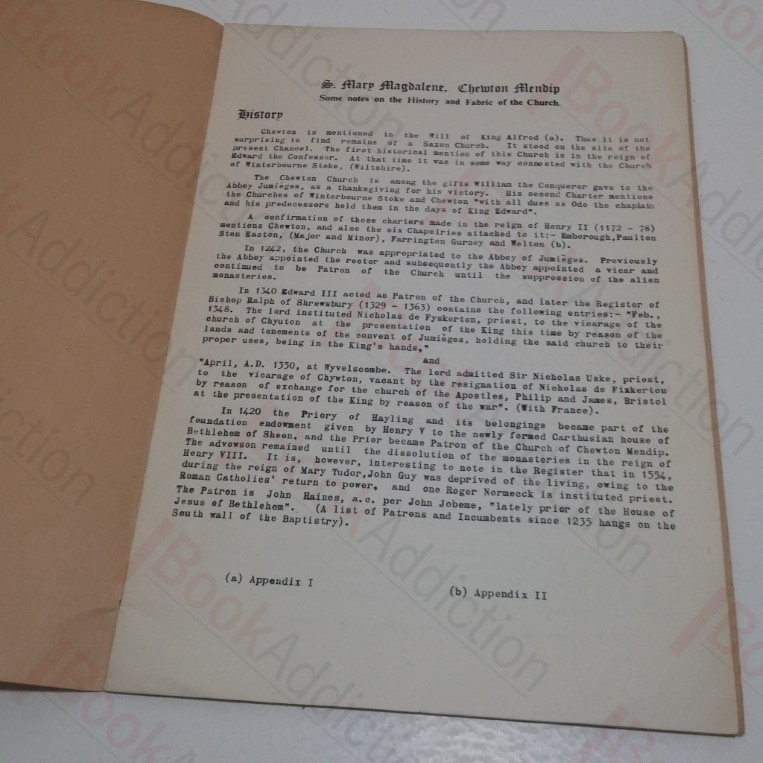 S. Mary Magdalene, Chewton Mendip
Some notes on the History and Fabric of the Church.
History
Chewton is mentioned in the Will of King Alfred (a). Thus it is not
surprising to find remains of a Saxon Church. It stood on the site of the
present Chancel. The first historical mention of this Church is in the reign of
Edward the Confessor. At that time it was in some way connected with the Church
of Winterbourne Stoke, (Wiltshire).
The Chewton Church is among the gifts William the Conqueror gave to the
Abbey Jumièges, as a thanksgiving for his victory. His second Charter mentions
the Churches of Winterbourne Stoke and Chewton "with all dues as Odo the chaplain
and his predecessors held them in the days of King Edward".
A confirmation of these charters made in the reign of Henry II (1172 - 78)
mentions Chewton, and also the six Chapelries attached to it:- Emborough,Paulton
Ston Easton, (Major and Minor), Farrington Gurney and Welton (b).
In 1242, the Church was appropriated to the Abbey of Jumièges. Previously
the Abbey appointed the rector and subsequently the Abbey appointed a vicar and
continued to be Patron of the Church until the suppression of the alien
monasteries.
In 1340 Edward III acted as Patron of the Church, and later the Register of
Bishop Ralph of Shrewsbury (1329 - 1363) contains the following entries:- "Feb.,
1348. The lord instituted Nicholas de Fyskerton, priest, to the vicarage of the
church of Chyuton at the presentation of the King this time by reason of the
lands and tenements of the convent of Jumièges, holding the said church to their
proper uses, being in the King's hands,"
and
"April, A.D. 1350, at Wyvelscombe. The lord admitted Sir Nicholas Uske, priest,
to the vicarage of Chywton, vacant by the resignation of Nicholas de Fixkerton
by reason of exchange for the church of the Apostles, Philip and James, Bristol
at the presentation of the King by reason of the war". (With France).
In 1420 the Priory of Hayling and its belongings became part of the
foundation endowment given by Henry V to the newly formed Carthusian house of
Bethlehem of Sheen, and the Prior became Patron of the Church of Chewton Mendip.
The advowson remained until the dissolution of the monasteries in the reign of
Henry VIII. It is, however, interesting to note in the Register that in 1554,
during the reign of Mary Tudor,John Guy was deprived of the living, owing to the
Roman Catholics' return to power, and one Roger Normecck is instituted priest.
The Patron is John Haines, a.c. per John Jobeme, "lately prior of the House of
Jesus of Bethlehem". (A list of Patrons and Incumbents since 1235 hangs on the
South wall of the Baptistry).
(a) Appendix I
(b) Appendix II